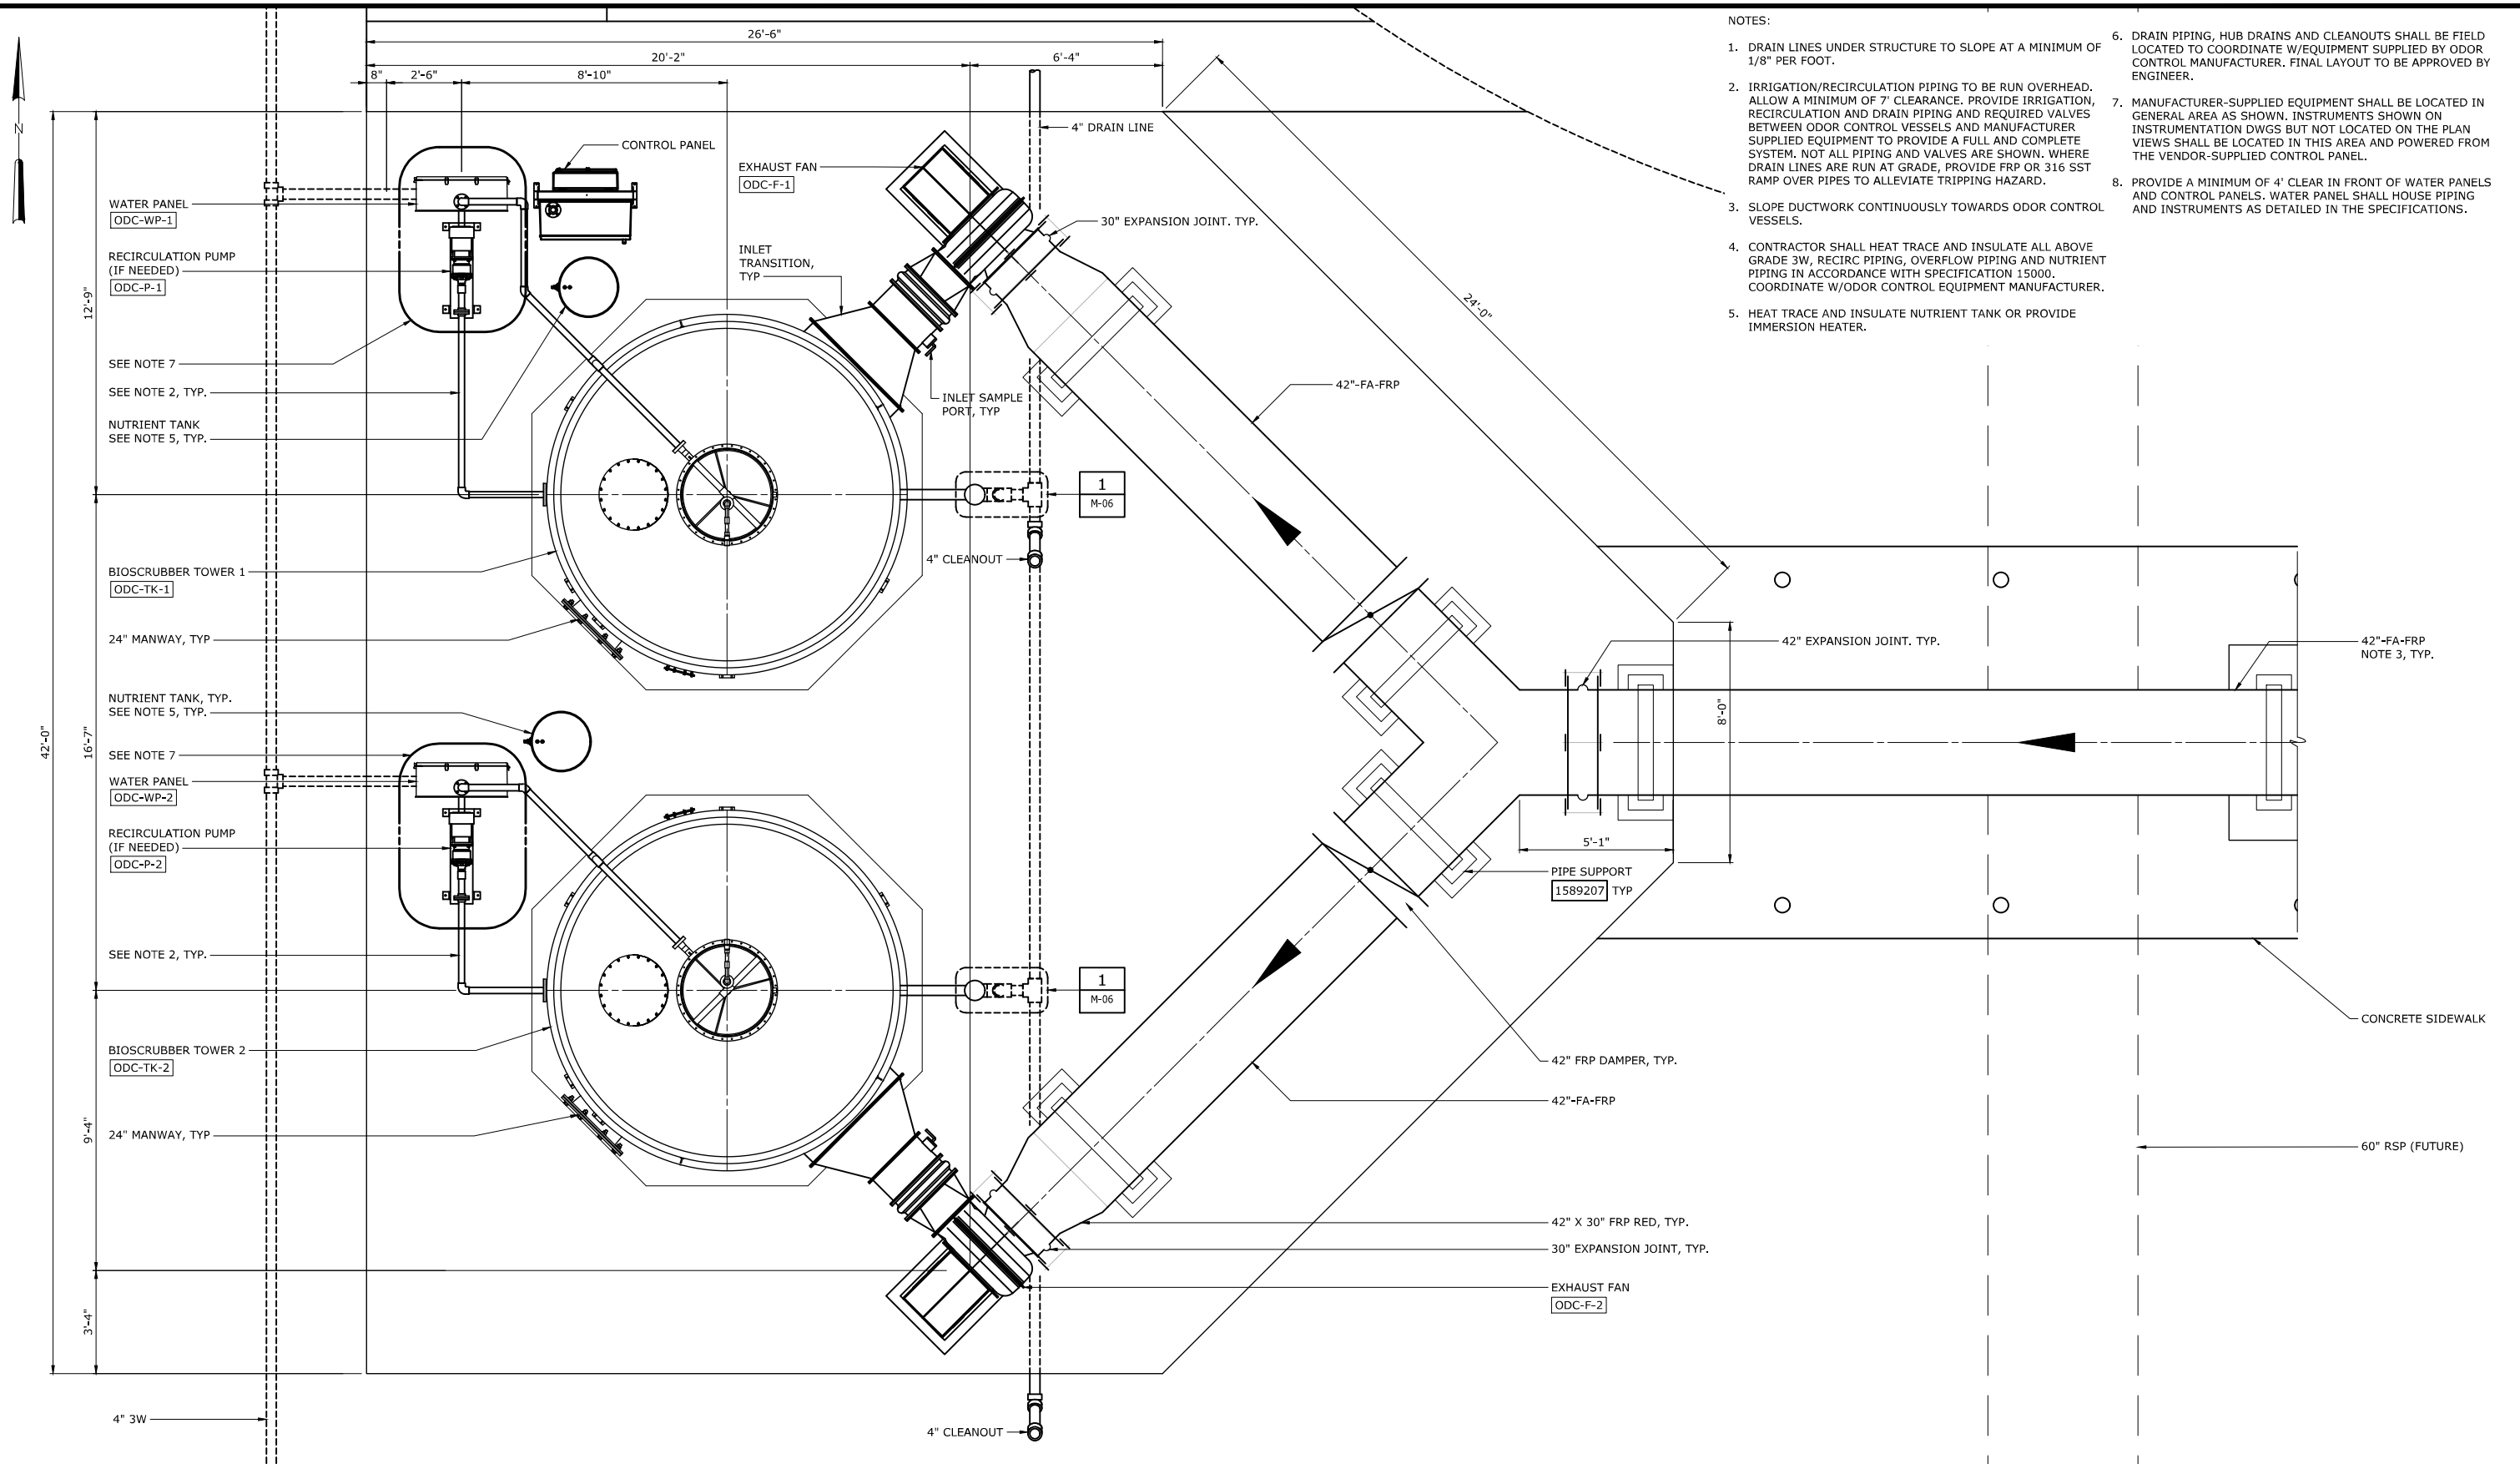 NOTES:
1. DRAIN LINES UNDER STRUCTURE TO SLOPE AT A MINIMUM OF
1/8" PER FOOT.
2. IRRIGATION/RECIRCULATION PIPING TO BE RUN OVERHEAD.
ALLOW A MINIMUM OF 7' CLEARANCE. PROVIDE IRRIGATION,
RECIRCULATION AND DRAIN PIPING AND REQUIRED VALVES
BETWEEN ODOR CONTROL VESSELS AND MANUFACTURER
SUPPLIED EQUIPMENT TO PROVIDE A FULL AND COMPLETE
SYSTEM. NOT ALL PIPING AND VALVES ARE SHOWN. WHERE
DRAIN LINES ARE RUN AT GRADE, PROVIDE FRP OR 316 SST
RAMP OVER PIPES TO ALLEVIATE TRIPPING HAZARD.
3. SLOPE DUCTWORK CONTINUOUSLY TOWARDS ODOR CONTROL
VESSELS.
4. CONTRACTOR SHALL HEAT TRACE AND INSULATE ALL ABOVE
GRADE 3W, RECIRC PIPING, OVERFLOW PIPING AND NUTRIENT
PIPING IN ACCORDANCE WITH SPECIFICATION 15000.
COORDINATE W/ODOR CONTROL EQUIPMENT MANUFACTURER.
5. HEAT TRACE AND INSULATE NUTRIENT TANK OR PROVIDE
IMMERSION HEATER.
6. DRAIN PIPING, HUB DRAINS AND CLEANOUTS SHALL BE FIELD
LOCATED TO COORDINATE W/EQUIPMENT SUPPLIED BY ODOR
CONTROL MANUFACTURER. FINAL LAYOUT TO BE APPROVED BY
ENGINEER.
7. MANUFACTURER-SUPPLIED EQUIPMENT SHALL BE LOCATED IN
GENERAL AREA AS SHOWN. INSTRUMENTS SHOWN ON
INSTRUMENTATION DWGS BUT NOT LOCATED ON THE PLAN
VIEWS SHALL BE LOCATED IN THIS AREA AND POWERED FROM
THE VENDOR-SUPPLIED CONTROL PANEL.
8. PROVIDE A MINIMUM OF 4' CLEAR IN FRONT OF WATER PANELS
AND CONTROL PANELS. WATER PANEL SHALL HOUSE PIPING
AND INSTRUMENTS AS DETAILED IN THE SPECIFICATIONS.
N
26'-6"
20'-2"
6'-4"
8"
2'-6"
8'-10"
4" DRAIN LINE
CONTROL PANEL
EXHAUST FAN
ODC-F-1
WATER PANEL
ODC-WP-1
30" EXPANSION JOINT. TYP.
INLET
TRANSITION,
TYP
RECIRCULATION PUMP
(IF NEEDED)
ODC-P-1
12'-9"
24'-0"
SEE NOTE 7
SEE NOTE 2, TYP.
42"-FA-FRP
INLET SAMPLE
PORT, TYP
NUTRIENT TANK
SEE NOTE 5, TYP.
1
M-06
4" CLEANOUT
BIOSCRUBBER TOWER 1
ODC-TK-1
24" MANWAY, TYP
42" EXPANSION JOINT. TYP.
42"-FA-FRP
NOTE 3, TYP.
NUTRIENT TANK, TYP.
SEE NOTE 5, TYP.
8'-0"
42'-0"
16'-7"
SEE NOTE 7
WATER PANEL
ODC-WP-2
RECIRCULATION PUMP
(IF NEEDED)
ODC-P-2
5'-1"
PIPE SUPPORT
1589207 TYP
SEE NOTE 2, TYP.
1
M-06
CONCRETE SIDEWALK
BIOSCRUBBER TOWER 2
ODC-TK-2
42" FRP DAMPER, TYP.
42"-FA-FRP
9'-4"
24" MANWAY, TYP
60" RSP (FUTURE)
42" X 30" FRP RED, TYP.
30" EXPANSION JOINT, TYP.
EXHAUST FAN
ODC-F-2
3'-4"
4" 3W
4" CLEANOUT